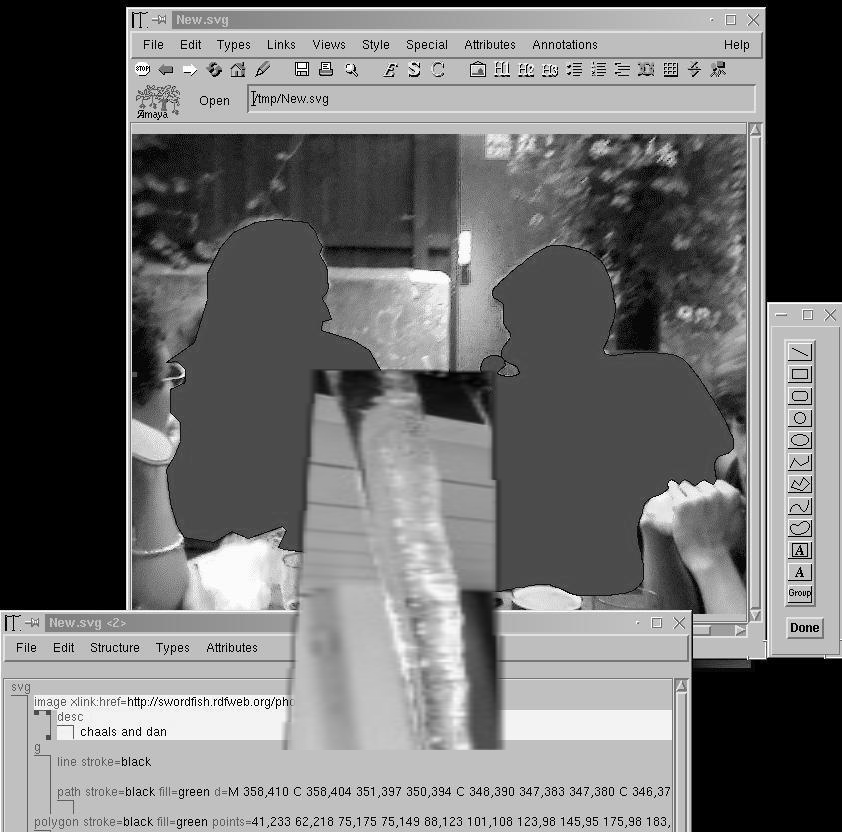 New.svg
File Edit Types Links Views Style Special Attributes Annotations Help
STOP E S C H1 H2 H3
Amaya Open /tmp/New.svg
A
A
Group
Done
New.svg <2>
File Edit Structure Types Attributes
svg
image xlink:href=http://swordfish.rdfweb.org/pho
desc
chaals and dan
g
line stroke=black
path stroke=black fill=green d=M 358,410 C 358,404 351,397 350,394 C 348,390 347,383 347,380 C 346,37
polygon stroke=black fill=green points=41,233 62,218 75,175 75,149 88,123 101,108 123,98 145,95 175,98 183,